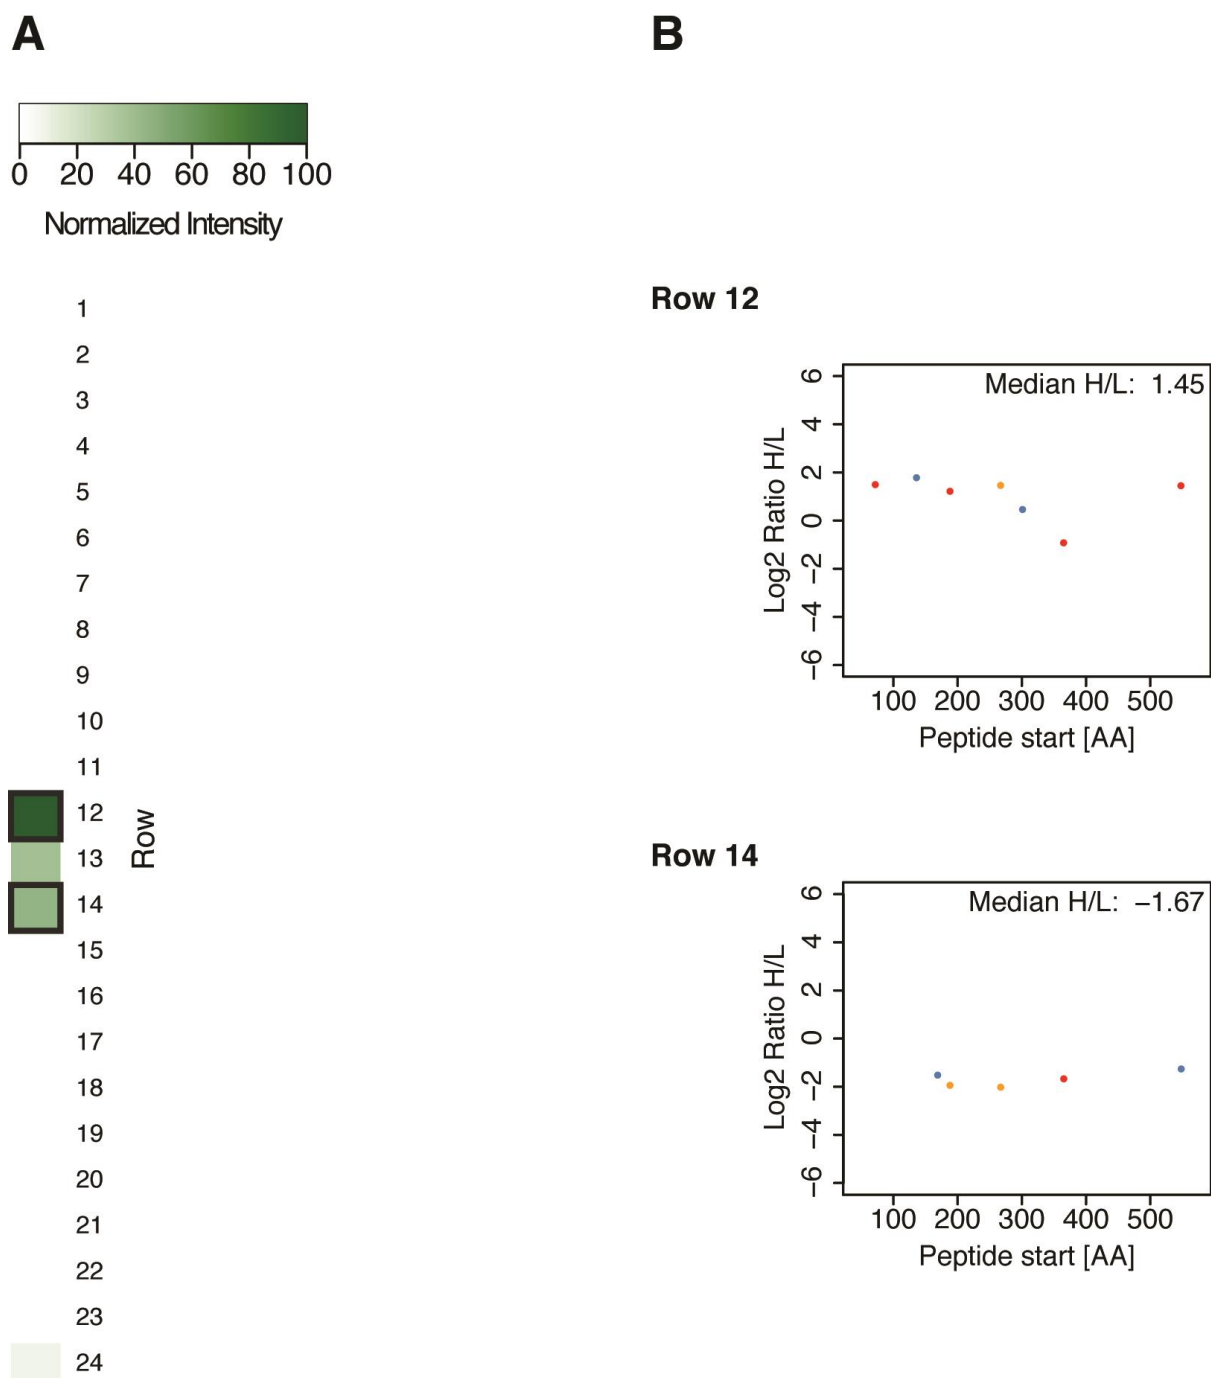 A
B
0 20 40 60 80 100
Normalized Intensity
1
2
3
4
5
6
7
8
9
10
11
12
13
14
15
16
17
18
19
20
21
22
23
24
Row
Row 12
Median H/L: 1.45
6
4
2
0
−2
−4
−6
Log2 Ratio H/L
100 200 300 400 500
Peptide start [AA]
Row 14
Median H/L: −1.67
6
4
2
0
−2
−4
−6
Log2 Ratio H/L
100 200 300 400 500
Peptide start [AA]